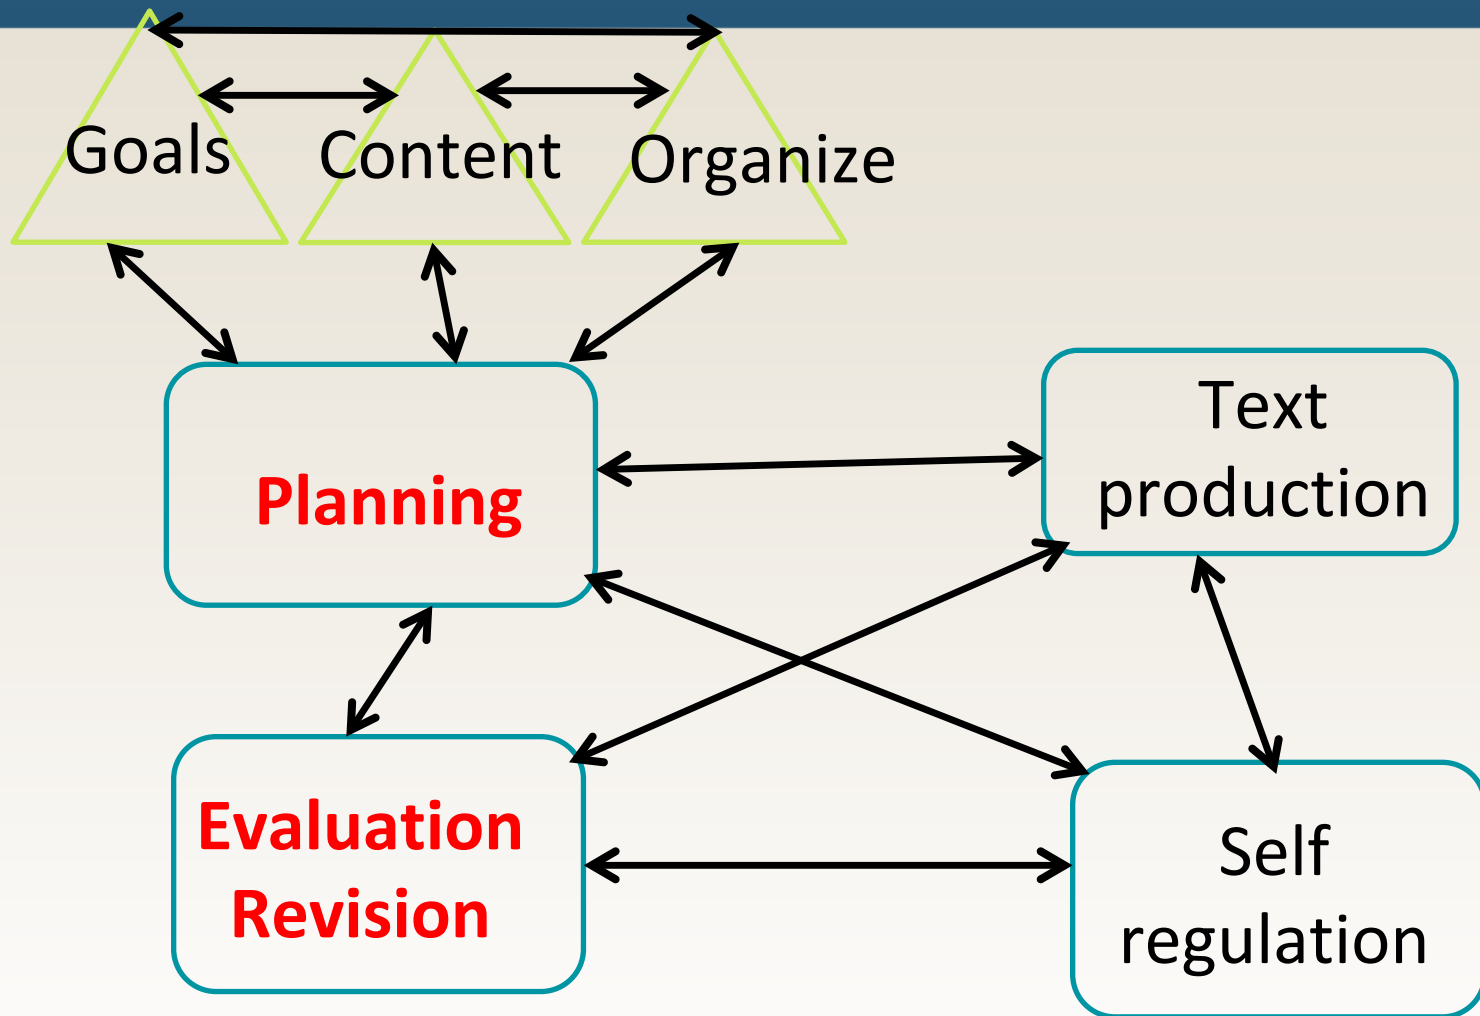 Goals
Content
Organize
Text
production
Planning
Evaluation
Revision
Self
regulation